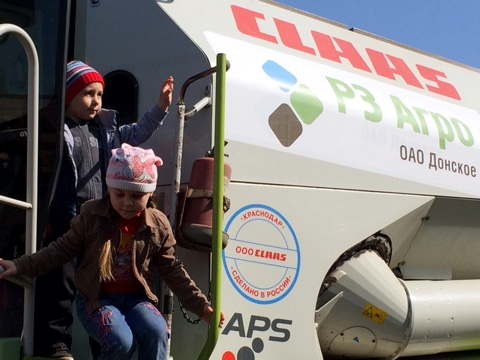 CLAAS
РЗ Агро
ОАО Донское
• КРАСНОДАР •
ООО CLAAS
СДЕЛАНО В РОССИИ
APS